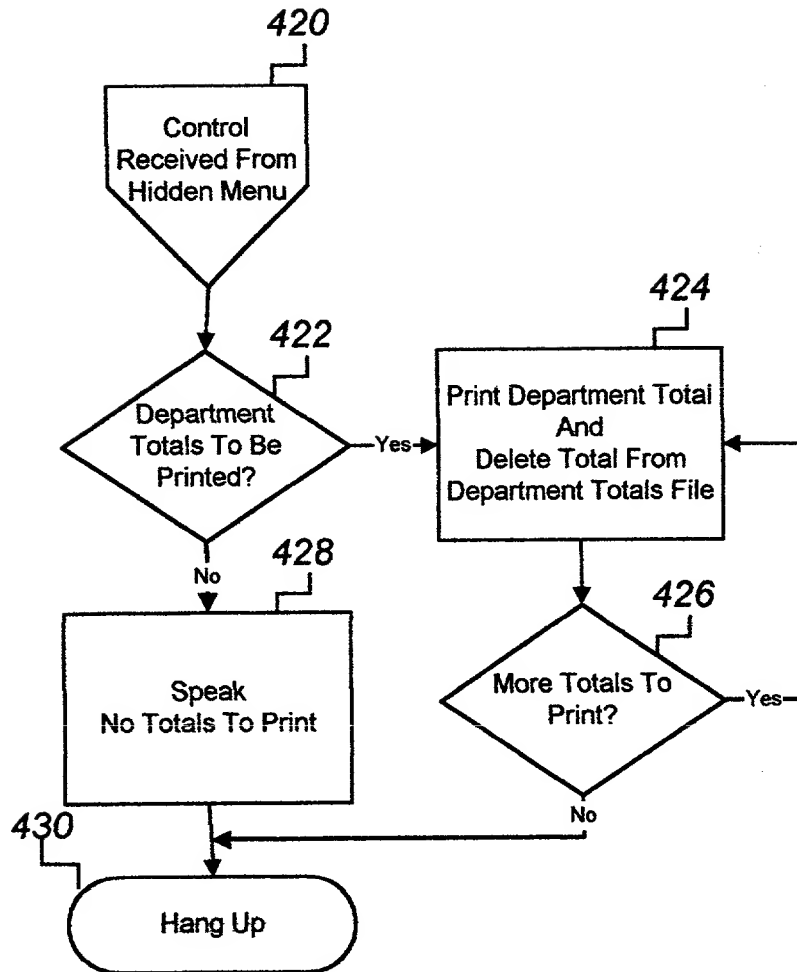 420
Control
Received From
Hidden Menu
422
Department
Totals To Be
Printed?
Yes
424
Print Department Total
And
Delete Total From
Department Totals File
No
428
Speak
No Totals To Print
426
More Totals To
Print?
Yes
No
430
Hang Up